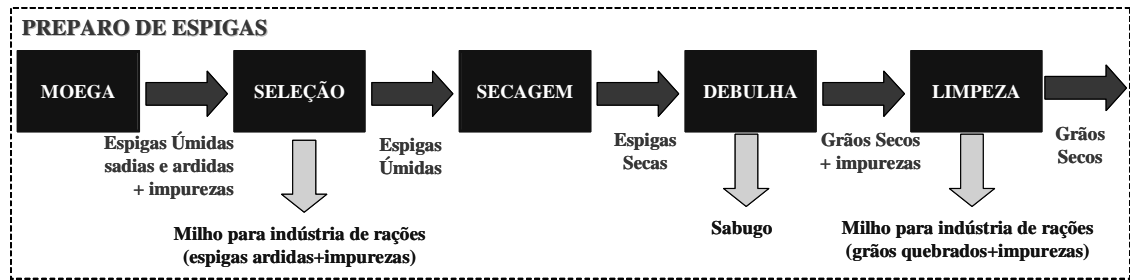 PREPARO DE ESPIGAS
MOEGA
SELEÇÃO
SECAGEM
DEBULHA
LIMPEZA
Espigas Úmidas
sadias e ardidas
+ impurezas
Espigas
Úmidas
Espigas
Secas
Grãos Secos
+ impurezas
Grãos
Secos
Milho para indústria de rações
(espigas ardidas+impurezas)
Sabugo
Milho para indústria de rações
(grãos quebrados+impurezas)